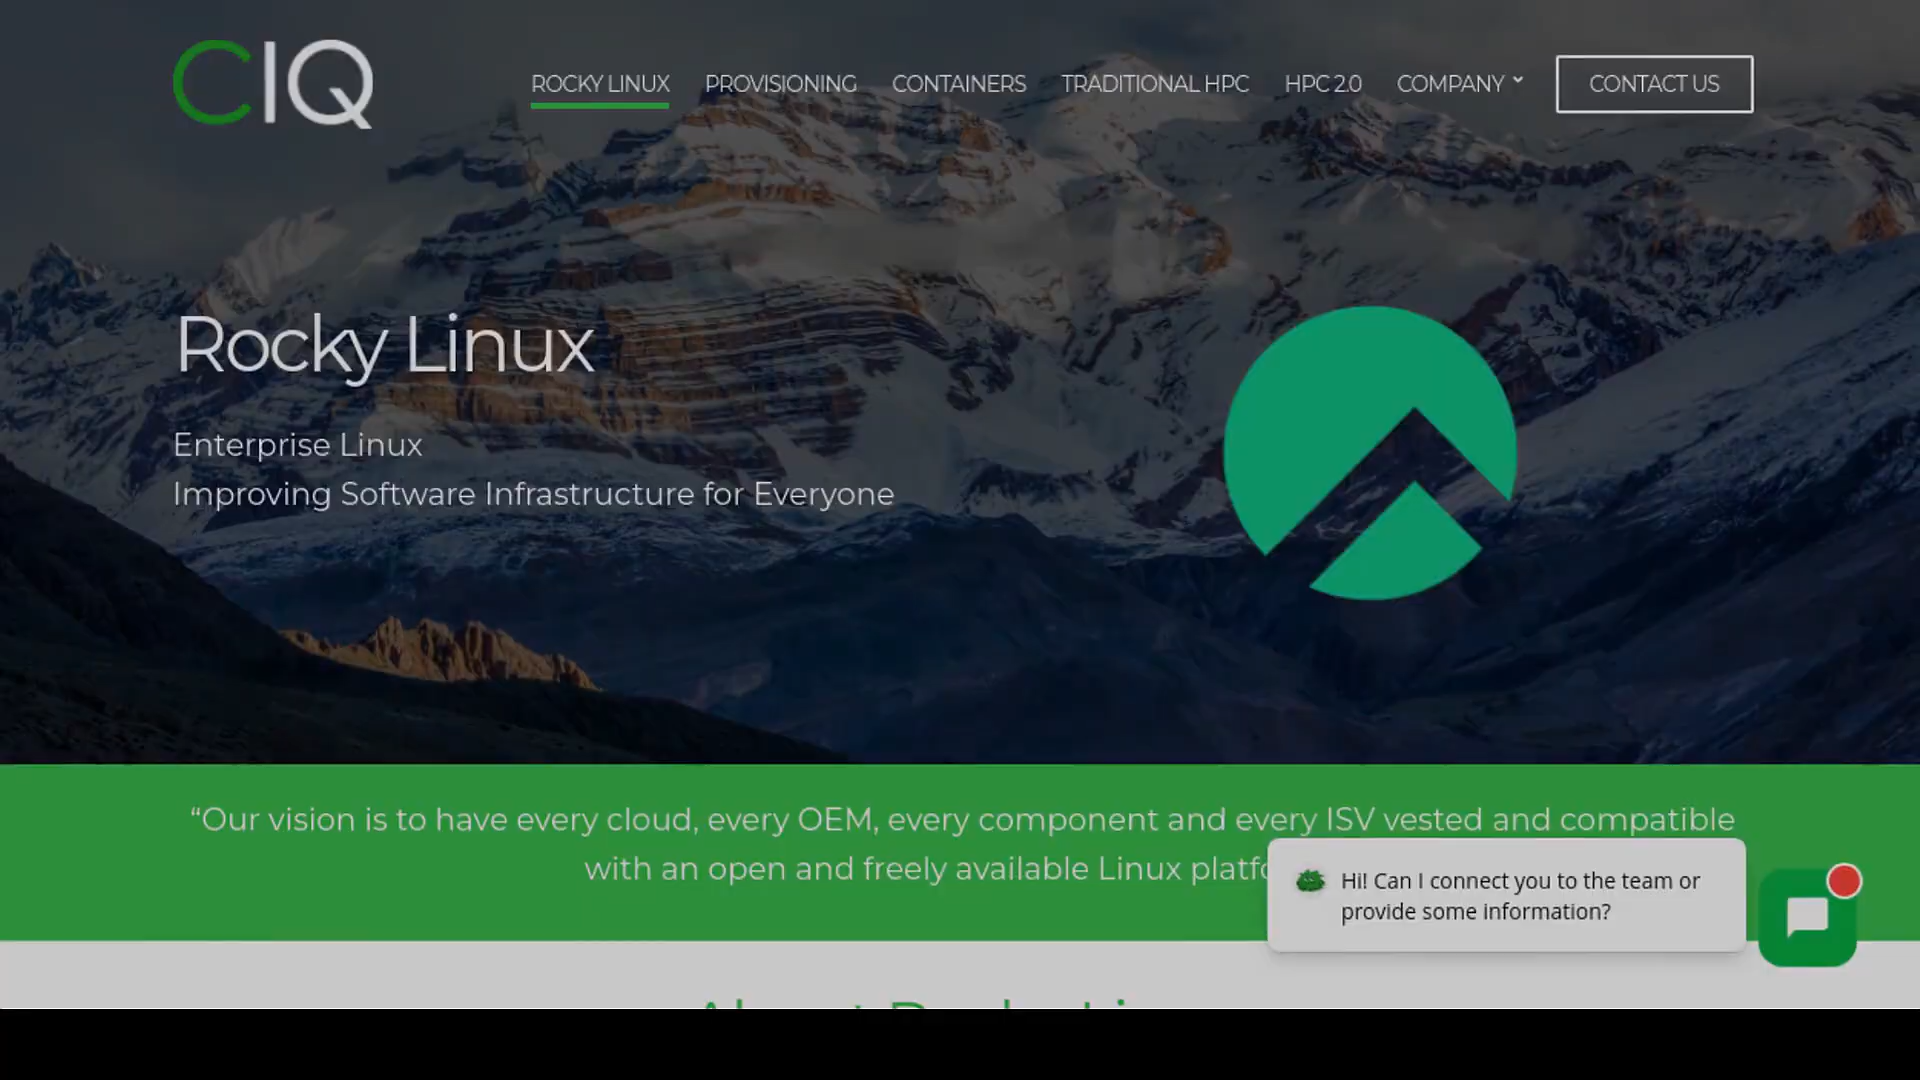 CIQ
ROCKY LINUX PROVISIONING CONTAINERS TRADITIONAL HPC HPC 2.0 COMPANY CONTACT US
Rocky Linux
Enterprise Linux
Improving Software Infrastructure for Everyone
“Our vision is to have every cloud, every OEM, every component and every ISV vested and compatible
with an open and freely available Linux
Hi! Can I connect you to the team or
provide some information?